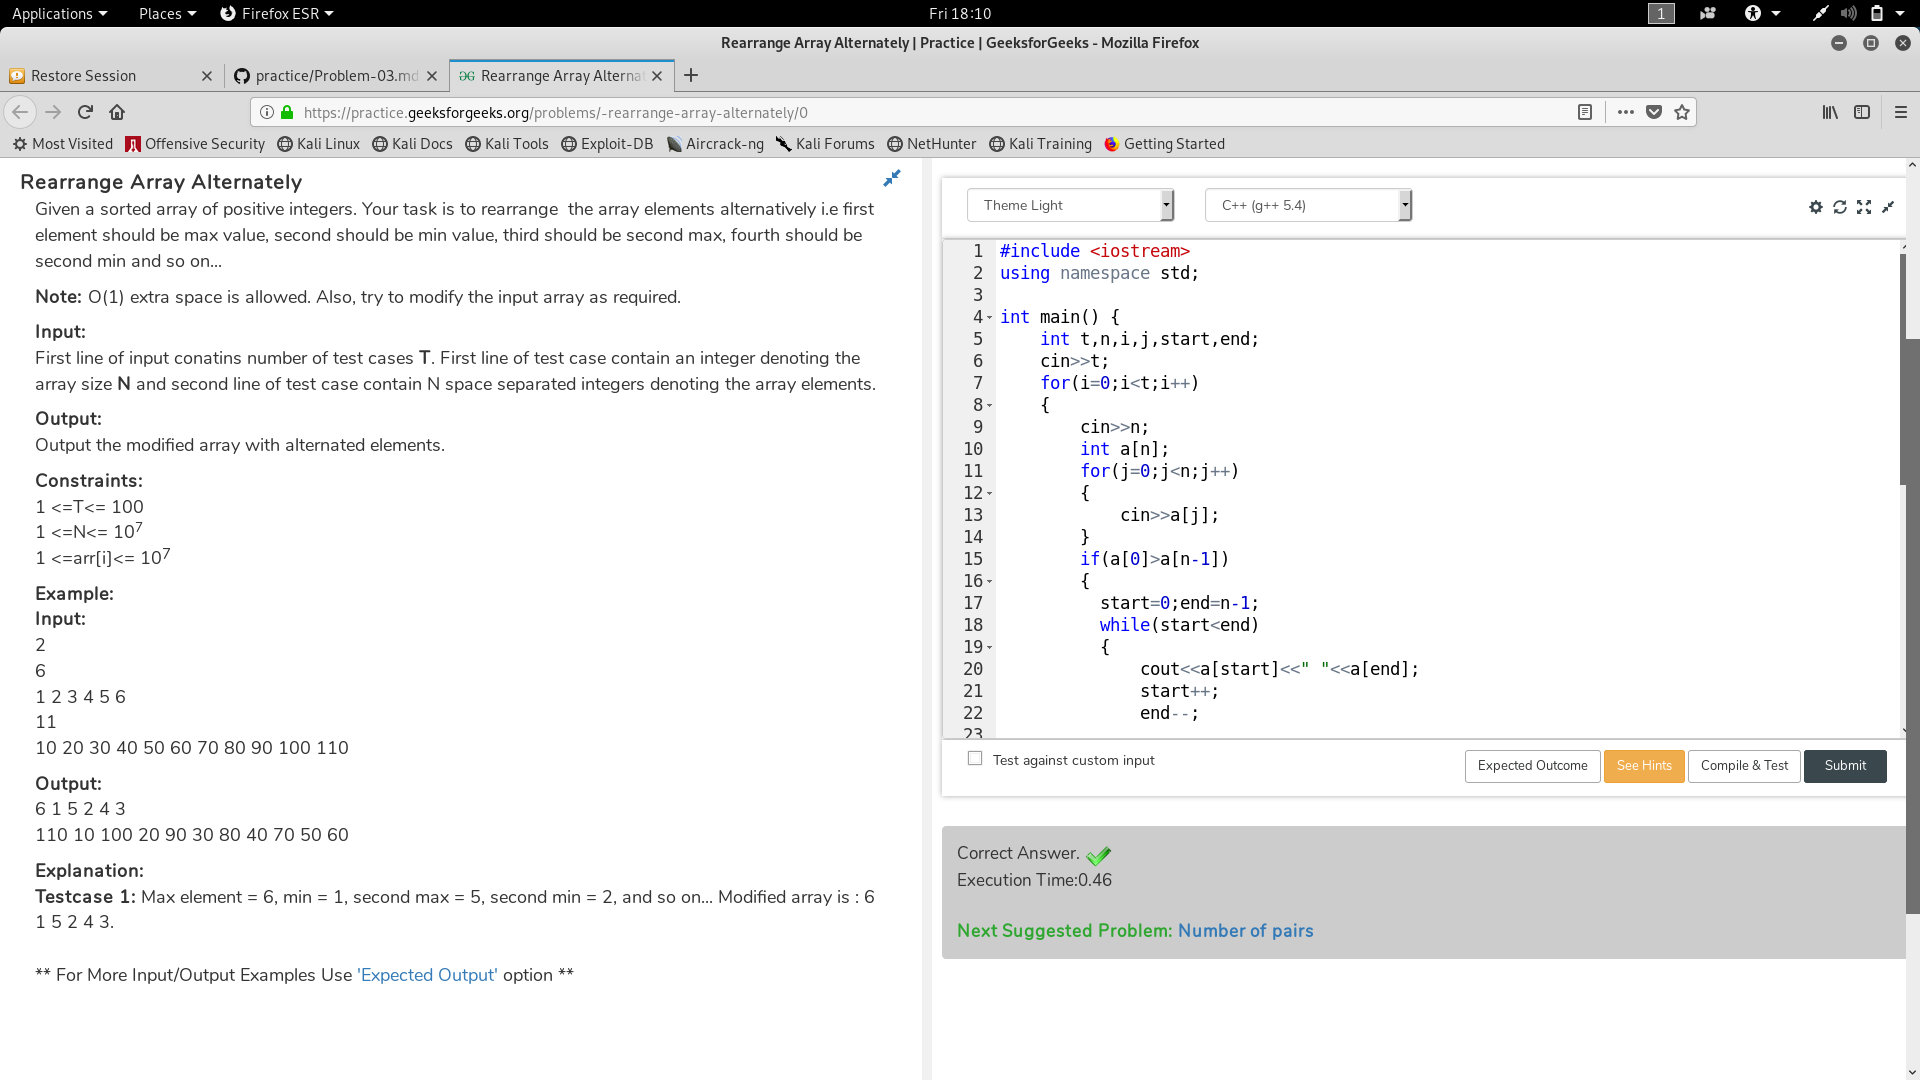 Applications Places Firefox ESR Fri 18:10 1
Rearrange Array Alternately | Practice | GeeksforGeeks - Mozilla Firefox
Restore Session practice/Problem-03.md Rearrange Array Alterna
https://practice.geeksforgeeks.org/problems/-rearrange-array-alternately/0
Most Visited Offensive Security Kali Linux Kali Docs Kali Tools Exploit-DB Aircrack-ng Kali Forums NetHunter Kali Training Getting Started
Rearrange Array Alternately
Given a sorted array of positive integers. Your task is to rearrange  the array elements alternatively i.e first
element should be max value, second should be min value, third should be second max, fourth should be
second min and so on...
Note: O(1) extra space is allowed. Also, try to modify the input array as required.
Input:
First line of input conatins number of test cases T. First line of test case contain an integer denoting the
array size N and second line of test case contain N space separated integers denoting the array elements.
Output:
Output the modified array with alternated elements.
Constraints:
1 <=T<= 100
1 <=N<= 10⁷
1 <=arr[i]<= 10⁷
Example:
Input:
2
6
1 2 3 4 5 6
11
10 20 30 40 50 60 70 80 90 100 110
Output:
6 1 5 2 4 3
110 10 100 20 90 30 80 40 70 50 60
Explanation:
Testcase 1: Max element = 6, min = 1, second max = 5, second min = 2, and so on... Modified array is : 6
1 5 2 4 3.
** For More Input/Output Examples Use 'Expected Output' option **
Theme Light C++ (g++ 5.4)
1 #include <iostream>
2 using namespace std;
3
4 int main() {
5     int t,n,i,j,start,end;
6     cin>>t;
7     for(i=0;i<t;i++)
8     {
9         cin>>n;
10         int a[n];
11         for(j=0;j<n;j++)
12         {
13             cin>>a[j];
14         }
15         if(a[0]>a[n-1])
16         {
17           start=0;end=n-1;
18           while(start<end)
19           {
20               cout<<a[start]<<" "<<a[end];
21               start++;
22               end--;
23
Test against custom input Expected Outcome See Hints Compile & Test Submit
Correct Answer.
Execution Time:0.46
Next Suggested Problem: Number of pairs